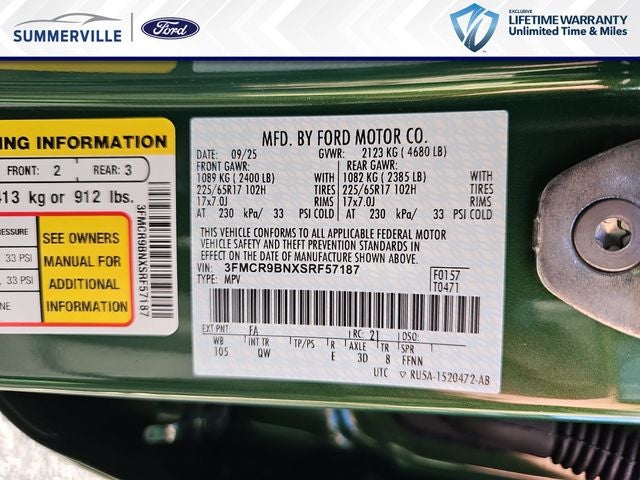 SUMMERVILLE
Ford
EXCLUSIVE
LIFETIME WARRANTY
Unlimited Time & Miles
ING INFORMATION
FRONT: 2
REAR: 3
413 kg or 912 lbs.
PRESSURE
33 PSI
33 PSI
NE
SEE OWNERS
MANUAL FOR
ADDITIONAL
INFORMATION
3FMCR9BNXSRF57187
MFD. BY FORD MOTOR CO.
DATE: 09/25 GVWR: 2123 KG ( 4680 LB)
FRONT GAWR: REAR GAWR:
1089 KG ( 2400 LB) WITH 1082 KG ( 2385 LB) WITH
225/65R17 102H TIRES 225/65R17 102H TIRES
17x7.0J RIMS 17x7.0J RIMS
AT 230 kPa/ 33 PSI COLD AT 230 kPa/ 33 PSI COLD
THIS VEHICLE CONFORMS TO ALL APPLICABLE FEDERAL MOTOR
VEHICLE SAFETY AND THEFT PREVENTION STANDARDS IN
EFFECT ON THE DATE OF MANUFACTURE SHOWN ABOVE.
VIN: 3FMCR9BNXSRF57187
TYPE: MPV
F0157
T0471
EXT PNT: FA RC: 21 DSO:
WB INT TR TP/PS R AXLE TR SPR
105 QW E 3D 8 FFNN
UTC ▽ RU5A-1520472-AB